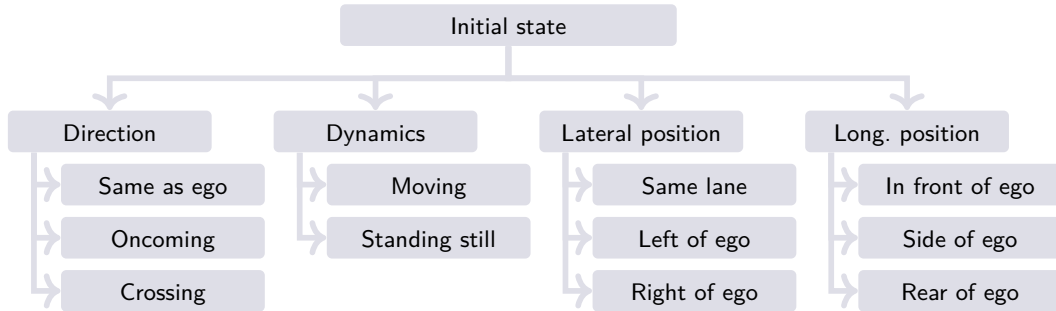 Initial state
Direction
Same as ego
Oncoming
Crossing
Dynamics
Moving
Standing still
Lateral position
Same lane
Left of ego
Right of ego
Long. position
In front of ego
Side of ego
Rear of ego